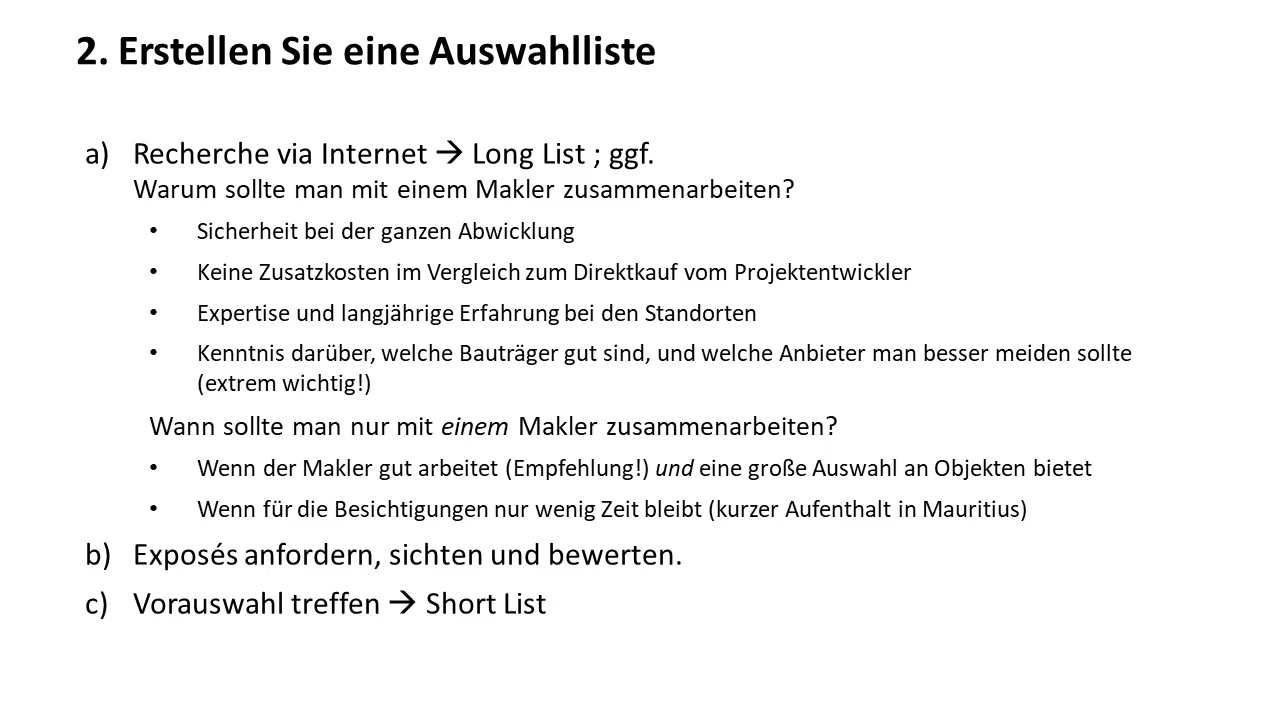 2. Erstellen Sie eine Auswahlliste
a) Recherche via Internet → Long List ; ggf.
Warum sollte man mit einem Makler zusammenarbeiten?
• Sicherheit bei der ganzen Abwicklung
• Keine Zusatzkosten im Vergleich zum Direktkauf vom Projektentwickler
• Expertise und langjährige Erfahrung bei den Standorten
• Kenntnis darüber, welche Bauträger gut sind, und welche Anbieter man besser meiden sollte
(extrem wichtig!)
Wann sollte man nur mit einem Makler zusammenarbeiten?
• Wenn der Makler gut arbeitet (Empfehlung!) und eine große Auswahl an Objekten bietet
• Wenn für die Besichtigungen nur wenig Zeit bleibt (kurzer Aufenthalt in Mauritius)
b) Exposés anfordern, sichten und bewerten.
c) Vorauswahl treffen → Short List